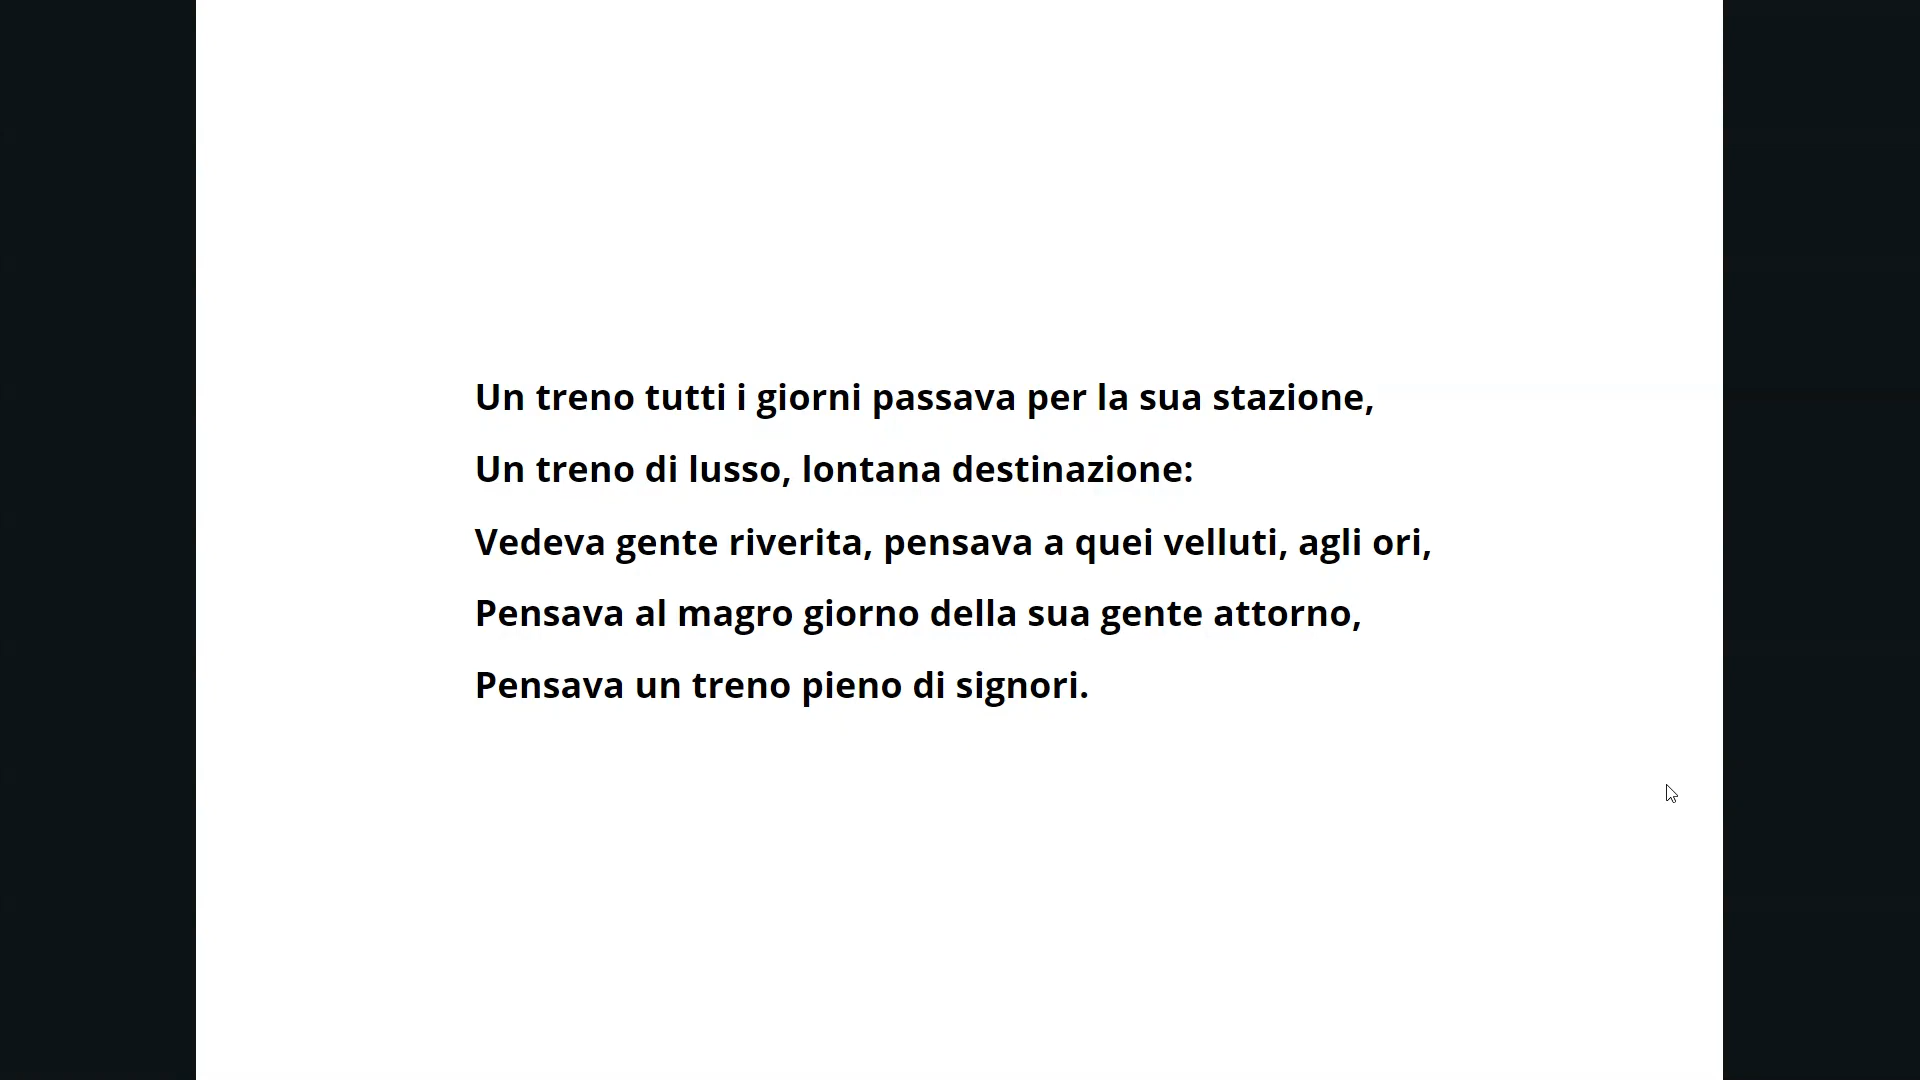 Un treno tutti i giorni passava per la sua stazione,
Un treno di lusso, lontana destinazione:
Vedeva gente riverita, pensava a quei velluti, agli ori,
Pensava al magro giorno della sua gente attorno,
Pensava un treno pieno di signori.